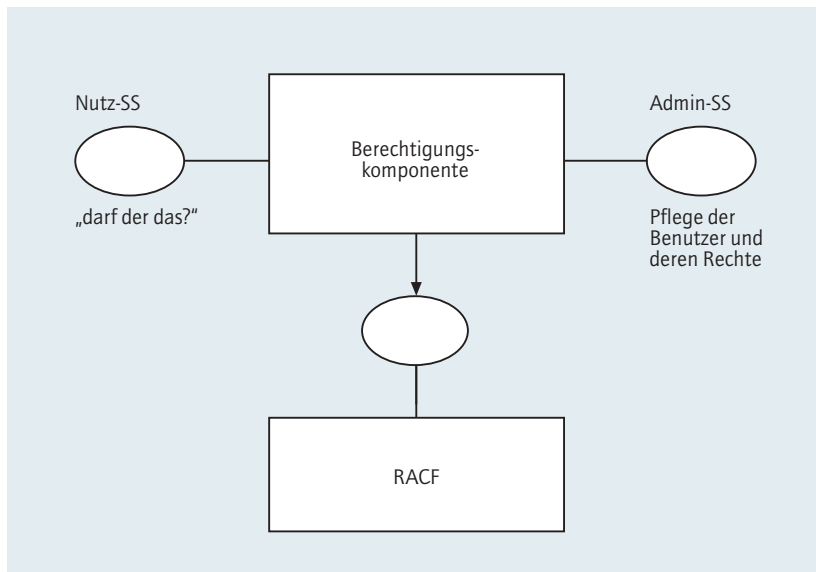 Nutz-SS
„darf der das?“
Berechtigungs-
komponente
Admin-SS
Pflege der
Benutzer und
deren Rechte
RACF